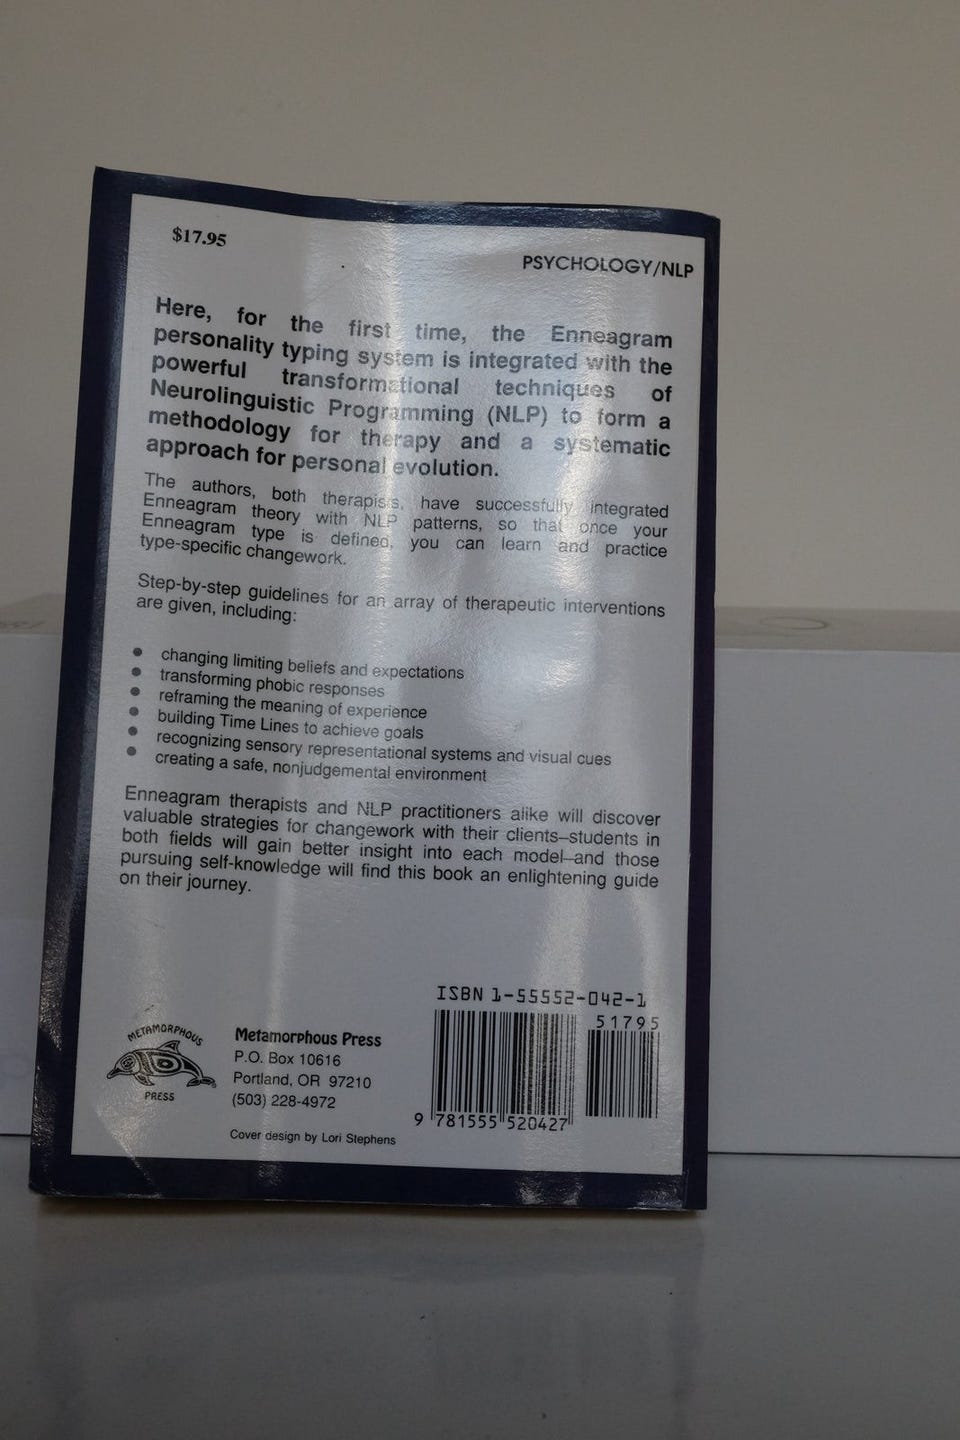 $17.95
PSYCHOLOGY/NLP
Here, for the first time, the Enneagram
personality typing system is integrated with the
powerful transformational techniques of
Neurolinguistic Programming (NLP) to form a
methodology for therapy and a systematic
approach for personal evolution.
The authors, both therapists, have successfully integrated
Enneagram theory with NLP patterns, so that once your
Enneagram type is defined, you can learn and practice
type-specific changework.
Step-by-step guidelines for an array of therapeutic interventions
are given, including:
• changing limiting beliefs and expectations
• transforming phobic responses
• reframing the meaning of experience
• building Time Lines to achieve goals
• recognizing sensory representational systems and visual cues
• creating a safe, nonjudgemental environment
Enneagram therapists and NLP practitioners alike will discover
valuable strategies for changework with their clients–students in
both fields will gain better insight into each model–and those
pursuing self-knowledge will find this book an enlightening guide
on their journey.
ISBN 1-55552-042-1
51795
9 781555 520427
METAMORPHOUS
PRESS
Metamorphous Press
P.O. Box 10616
Portland, OR 97210
(503) 228-4972
Cover design by Lori Stephens